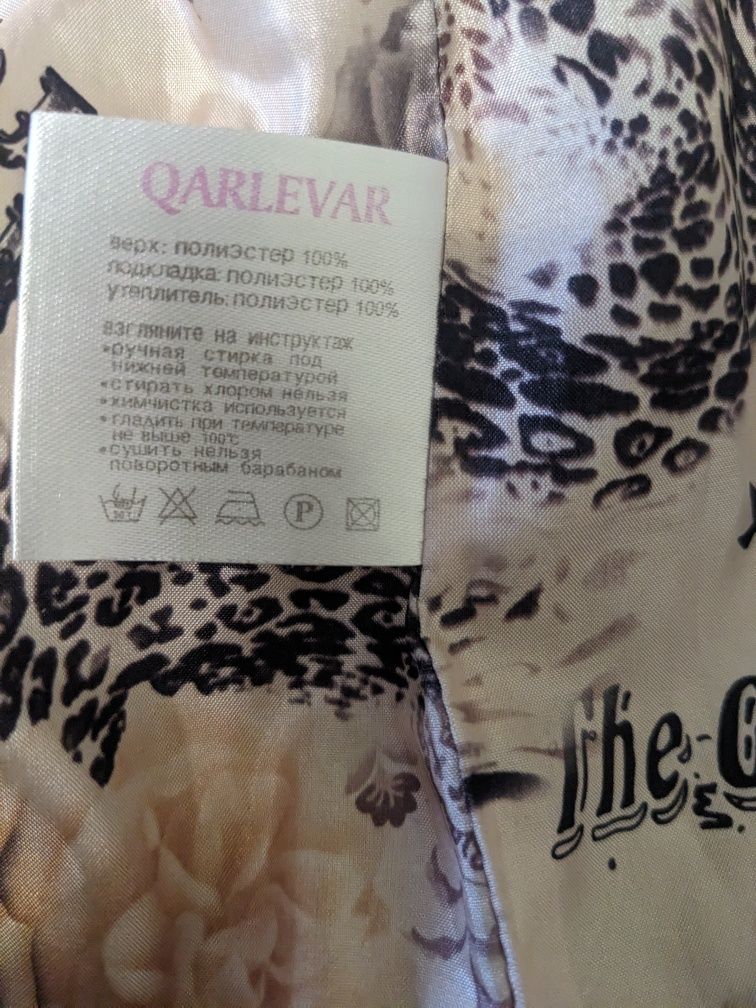 QARLEVAR
верх: полиэстер 100%
подкладка: полиэстер 100%
утеплитель: полиэстер 100%
взгляните на инструктаж
•ручная стирка под
нижней температурой
•стирать хлором нельзя
•химчистка используется
•гладить при температуре
не выше 100℃
•сушить нельзя
поворотным барабаном
P
The